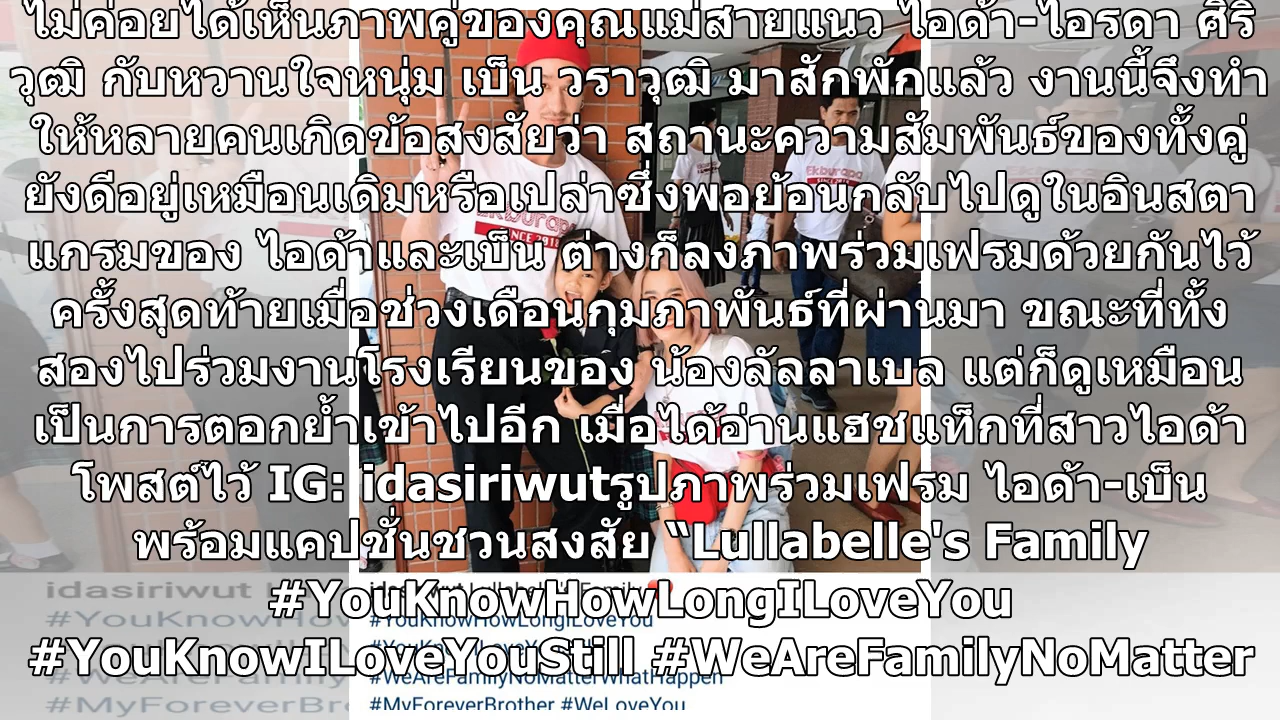 ไม่ค่อยได้เห็นภาพคู่ของคุณแม่สายแนว ไอด้า-ไอรดา ศิริ
วุฒิ กับหวานใจหนุ่ม เบ็น วราวุฒิ มาสักพักแล้ว งานนี้จึงทำ
ให้หลายคนเกิดข้อสงสัยว่า สถานะความสัมพันธ์ของทั้งคู่
ยังดีอยู่เหมือนเดิมหรือเปล่าซึ่งพอย้อนกลับไปดูในอินสตา
แกรมของ ไอด้าและเบ็น ต่างก็ลงภาพร่วมเฟรมด้วยกันไว้
ครั้งสุดท้ายเมื่อช่วงเดือนกุมภาพันธ์ที่ผ่านมา ขณะที่ทั้ง
สองไปร่วมงานโรงเรียนของ น้องลัลลาเบล แต่ก็ดูเหมือน
เป็นการตอกย้ำเข้าไปอีก เมื่อได้อ่านแฮชแท็กที่สาวไอด้า
โพสต์ไว้ IG: idasiriwutรูปภาพร่วมเฟรม ไอด้า-เบ็น
พร้อมแคปชั่นชวนสงสัย “Lullabelle's Family
#YouKnowHowLongILoveYou
#YouKnowILoveYouStill #WeAreFamilyNoMatter
Ekburapa
SINCE 2918
Ekburapa
idasiriwut
#YouKnowHowLongILoveYou
#WeAreFamilyNoMatterWhatHappen
#MyForeverBrother #WeLoveYou